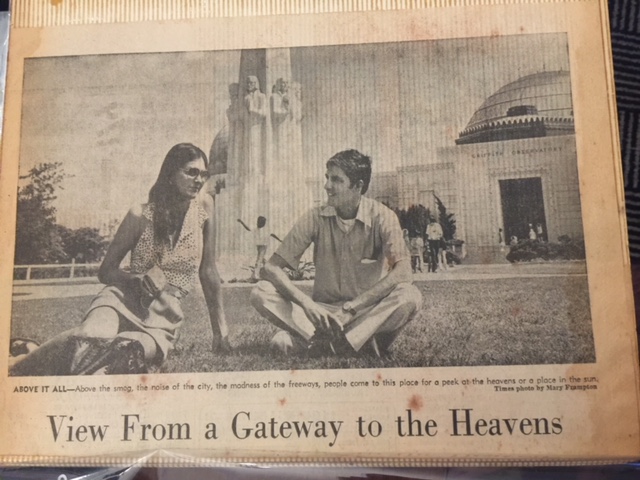 GRIFFITH OBSERVATORY
ABOVE IT ALL—Above the smog, the noise of the city, the madness of the freeways, people come to this place for a peek at the heavens or a place in the sun.
Times photo by Mary Frampton
View From a Gateway to the Heavens